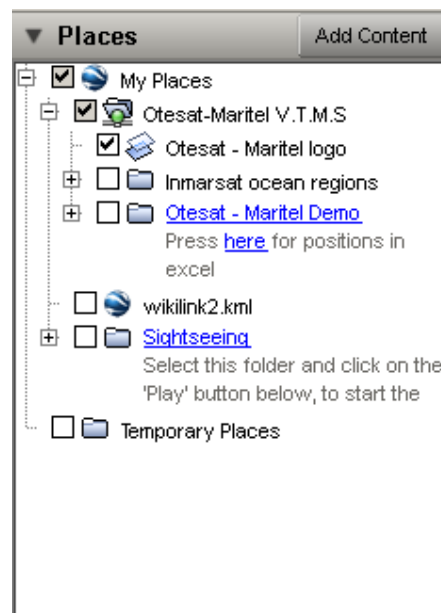 Places
Add Content
My Places
Otesat-Maritel V.T.M.S
Otesat - Maritel logo
Inmarsat ocean regions
Otesat - Maritel Demo
Press here for positions in
excel
wikilink2.kml
Sightseeing
Select this folder and click on the
'Play' button below, to start the
Temporary Places